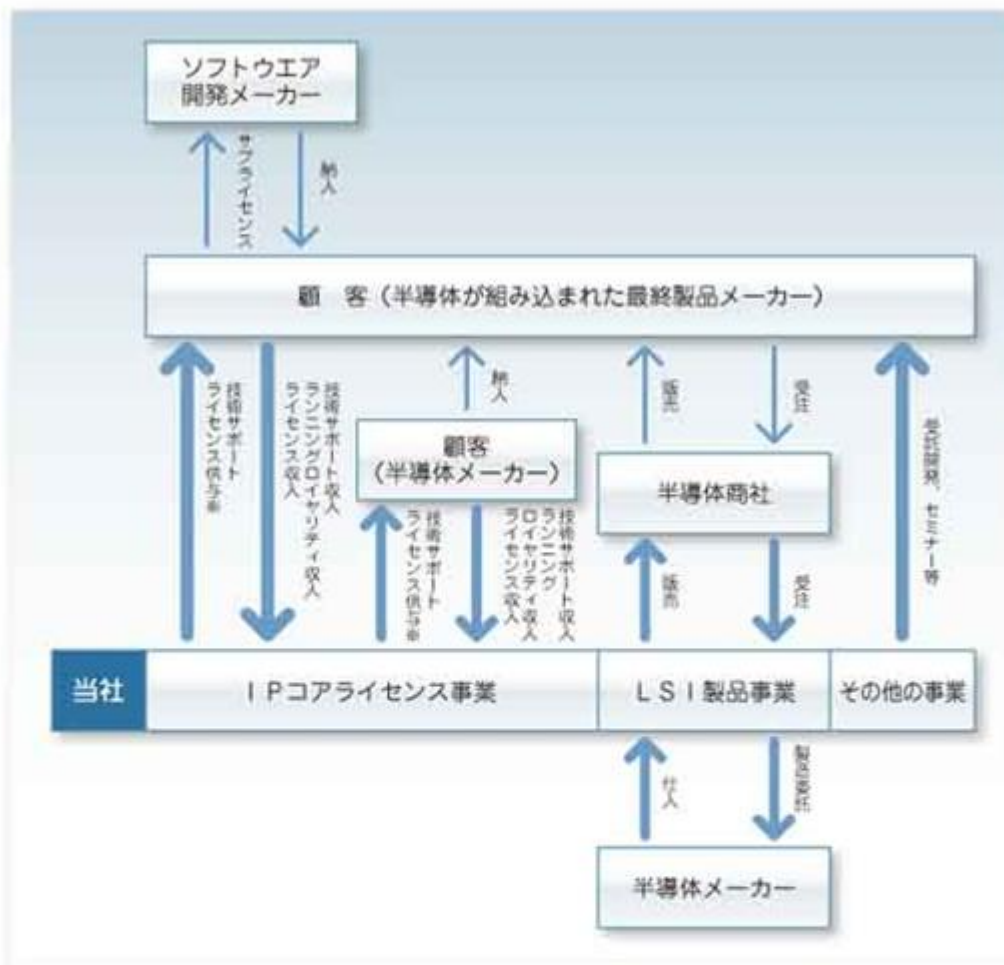 ソフトウエア
開発メーカー
サブライセンス
納入
顧 客（半導体が組み込まれた最終製品メーカー）
技術サポート
ライセンス供与※
技術サポート収入
ランニングロイヤリティ収入
ライセンス収入
納入
顧客
（半導体メーカー）
技術サポート
ライセンス供与※
技術サポート収入
ランニング
ロイヤリティ収入
ライセンス収入
販売
受注
半導体商社
販売
受注
受託開発、セミナー等
当社
ＩＰコアライセンス事業
ＬＳＩ製品事業
その他の事業
仕入
製造委託
半導体メーカー